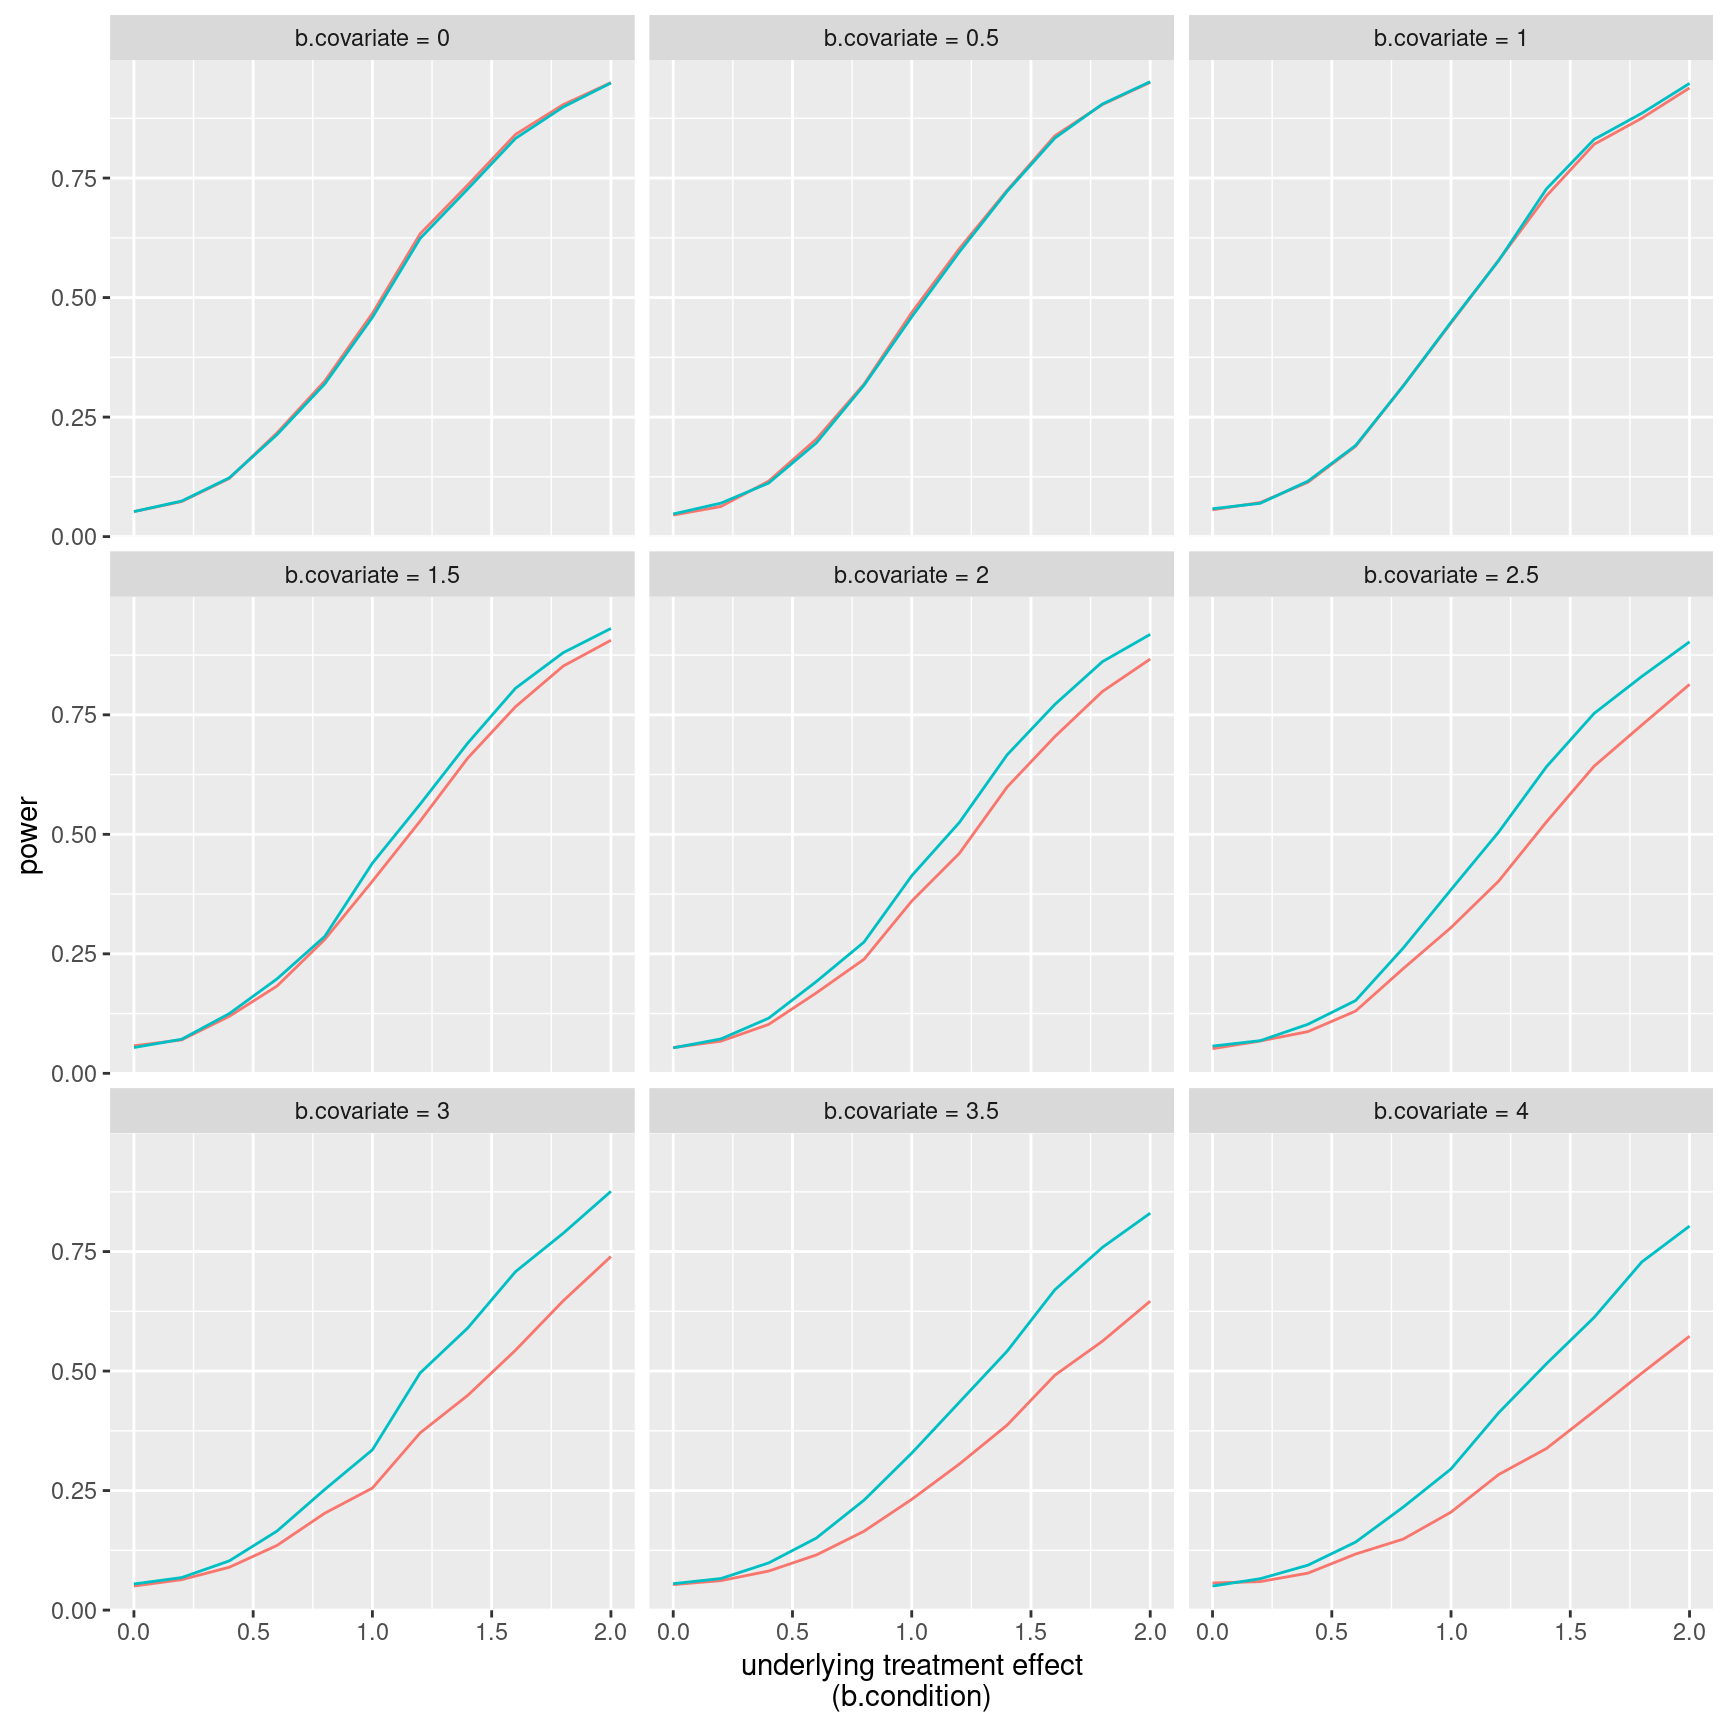 b.covariate = 0
b.covariate = 0.5
b.covariate = 1
0.75
0.50
0.25
0.00
b.covariate = 1.5
b.covariate = 2
b.covariate = 2.5
0.75
0.50
0.25
0.00
power
b.covariate = 3
b.covariate = 3.5
b.covariate = 4
0.75
0.50
0.25
0.00
0.0 0.5 1.0 1.5 2.0
0.0 0.5 1.0 1.5 2.0
0.0 0.5 1.0 1.5 2.0
underlying treatment effect
(b.condition)